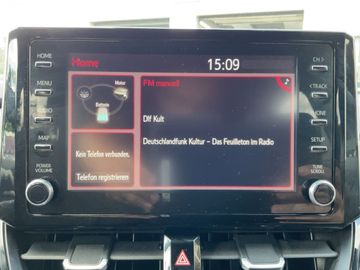 HOME
MENU
AUDIO
MAP
POWER
VOLUME
Home
15:09
Motor
Batterie
Kein Telefon verbunden.
Telefon registrieren
FM manuell
Dlf Kult
Deutschlandfunk Kultur - Das Feuilleton im Radio
CH >
< TRACK
PHONE
SETUP
TUNE
SCROLL